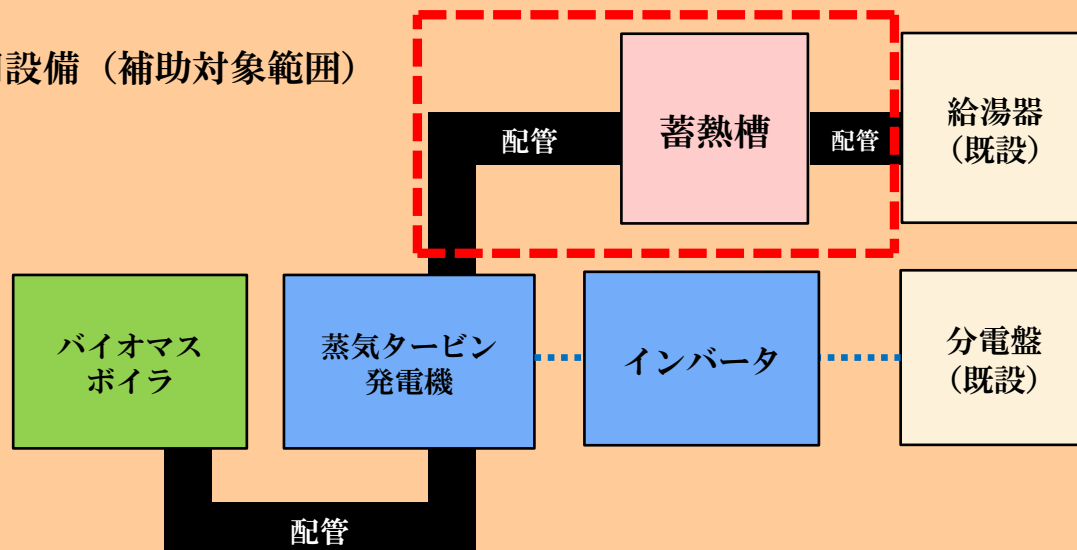 設備（補助対象範囲）
配管
蓄熱槽
配管
給湯器
（既設）
バイオマス
ボイラ
蒸気タービン
発電機
インバータ
分電盤
（既設）
配管